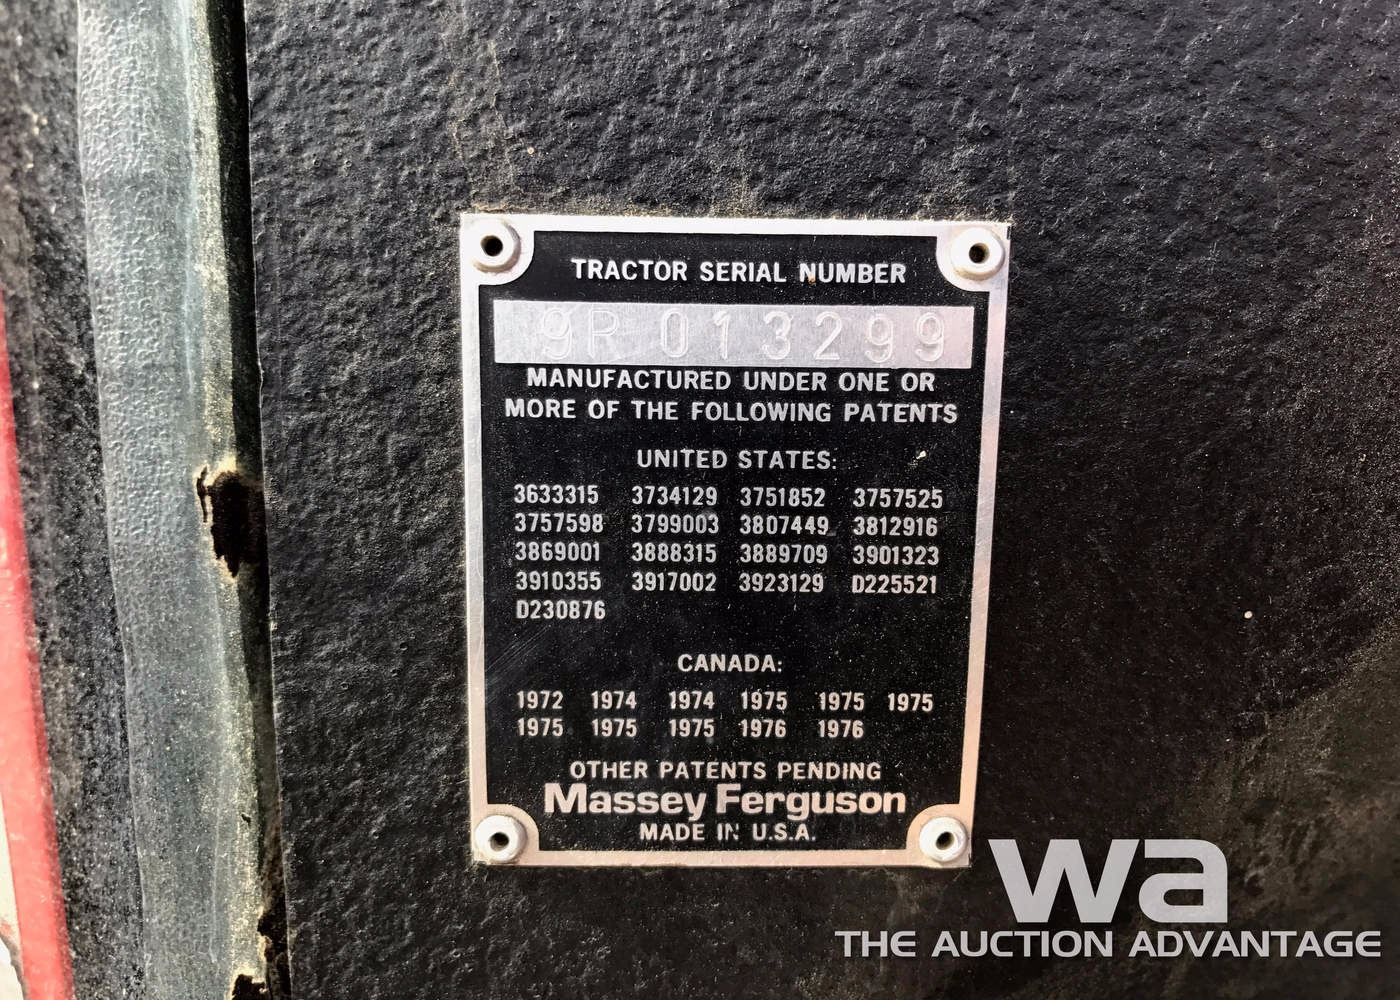 TRACTOR SERIAL NUMBER
9R 013299
MANUFACTURED UNDER ONE OR
MORE OF THE FOLLOWING PATENTS
UNITED STATES:
3633315 3734129 3751852 3757525
3757598 3799003 3807449 3812916
3869001 3888315 3889709 3901323
3910355 3917002 3923129 D225521
D230876
CANADA:
1972 1974 1974 1975 1975 1975
1975 1975 1975 1976 1976
OTHER PATENTS PENDING
Massey Ferguson
MADE IN U.S.A.
wa
THE AUCTION ADVANTAGE